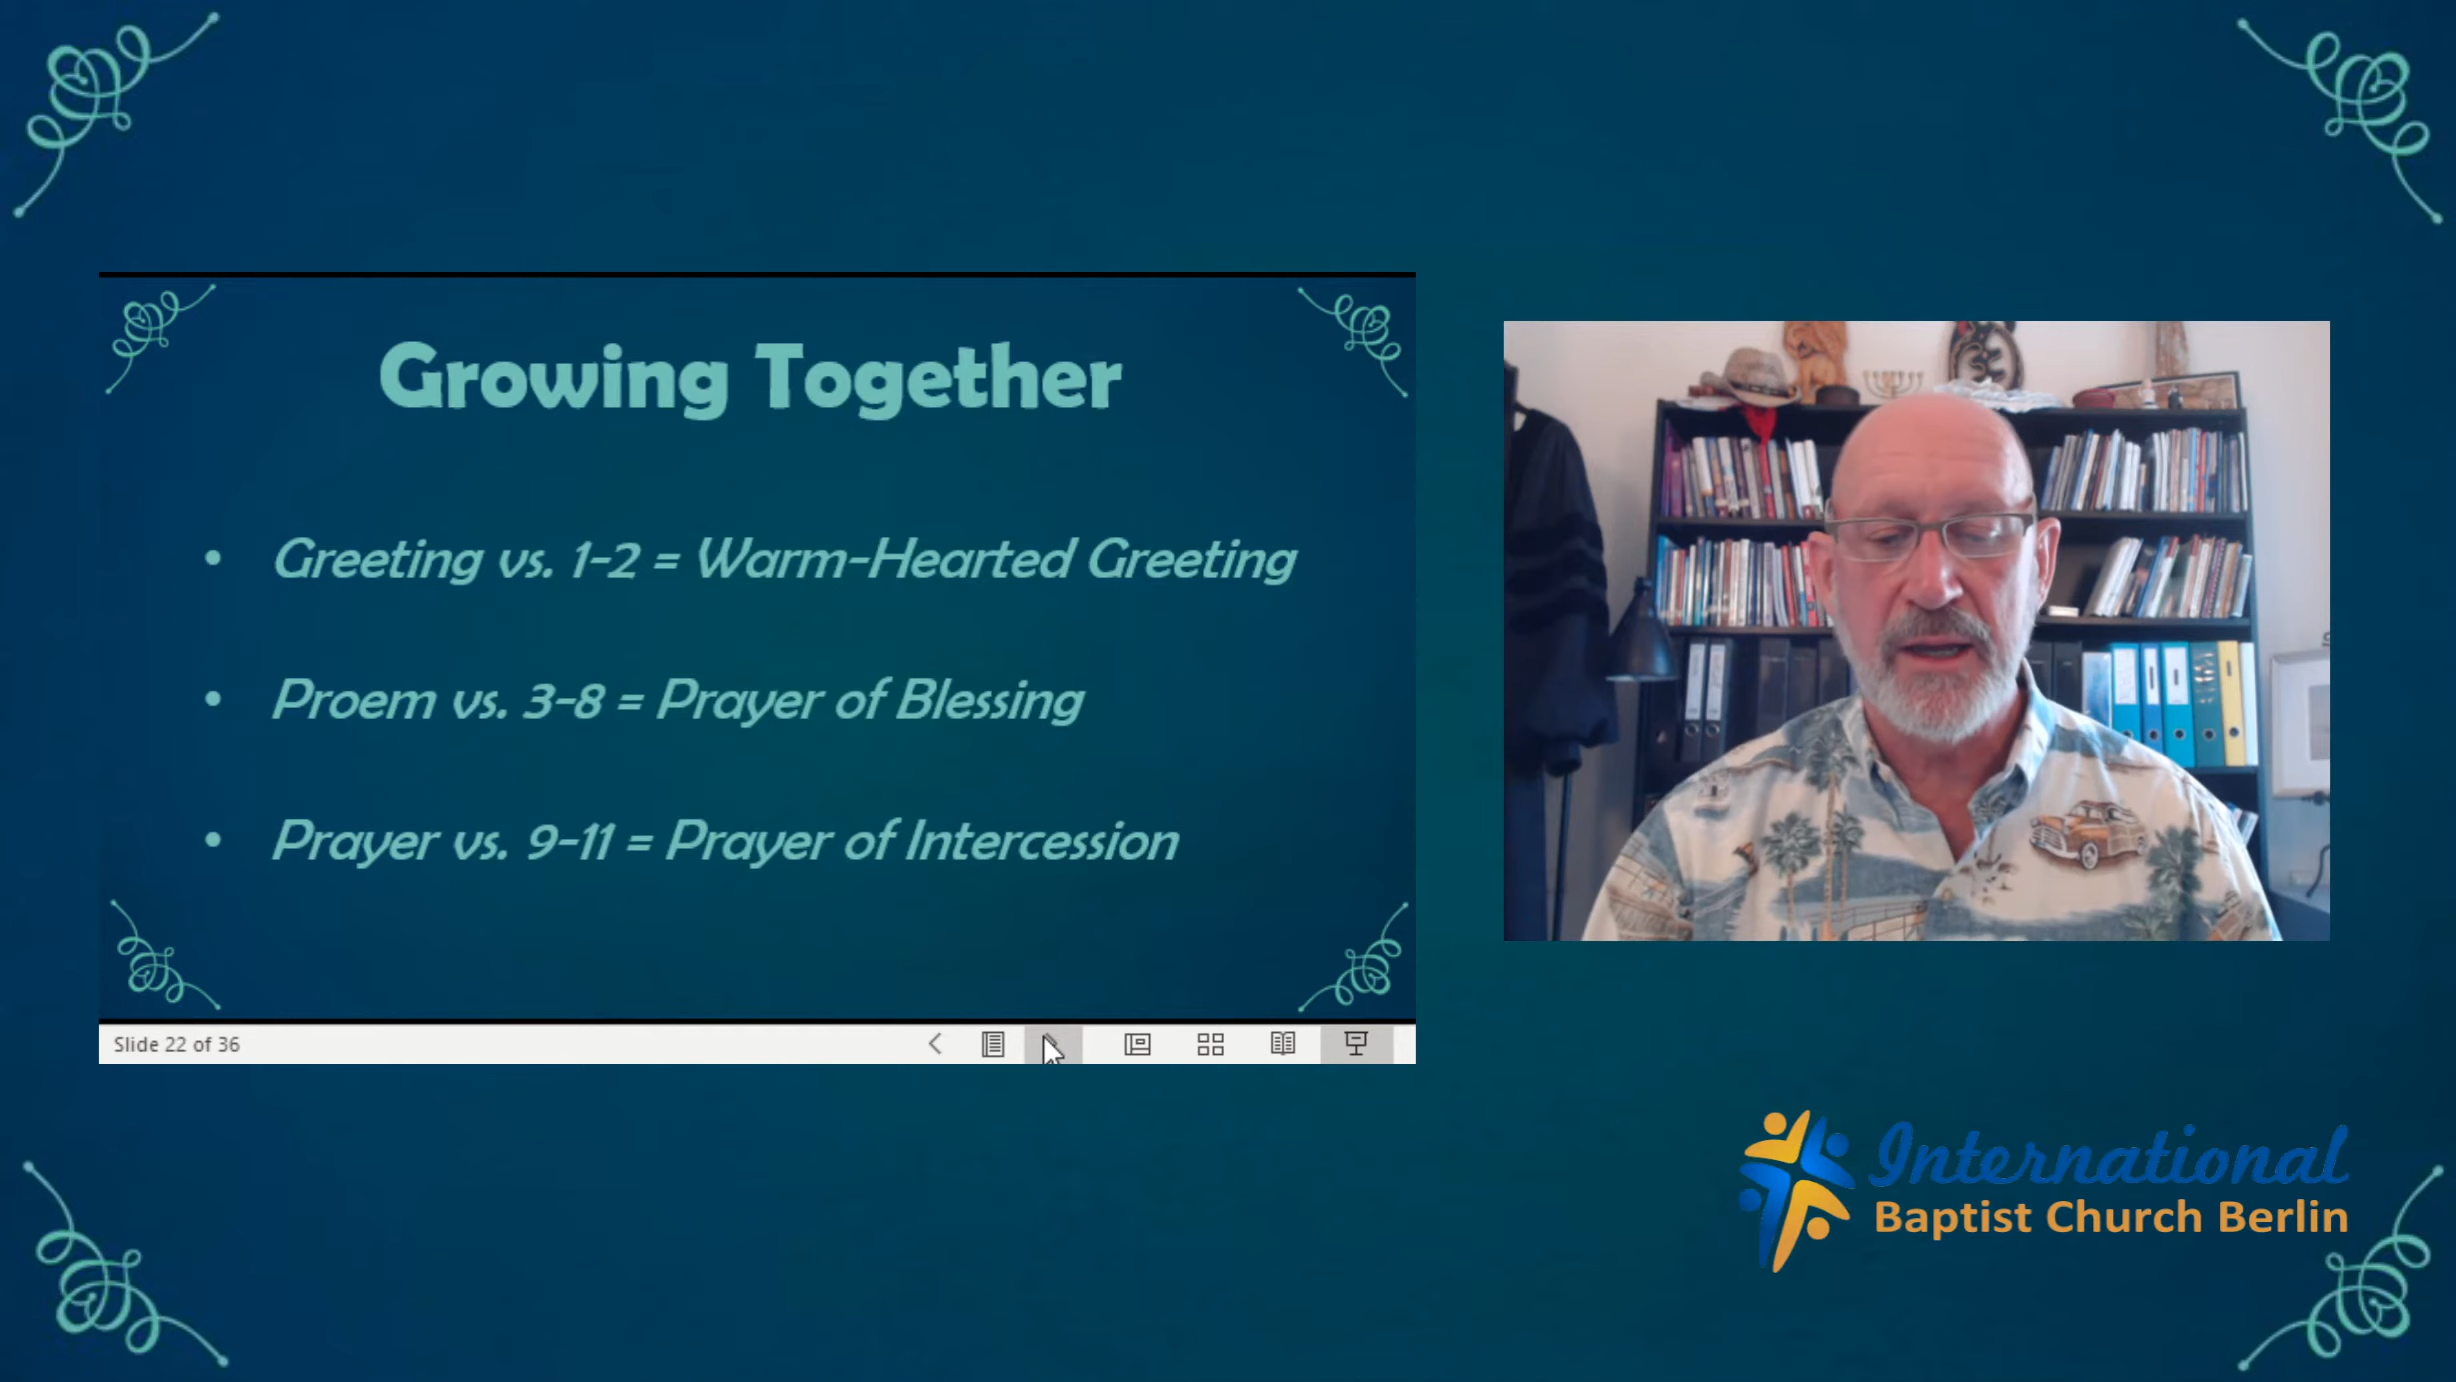 Growing Together
• Greeting vs. 1-2 = Warm-Hearted Greeting
• Proem vs. 3-8 = Prayer of Blessing
• Prayer vs. 9-11 = Prayer of Intercession
Slide 22 of 36
International
Baptist Church Berlin